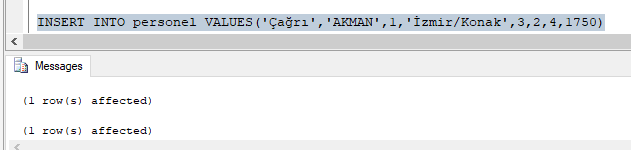 INSERT INTO personel VALUES('Çağrı','AKMAN',1,'İzmir/Konak',3,2,4,1750)
Messages
(1 row(s) affected)
(1 row(s) affected)